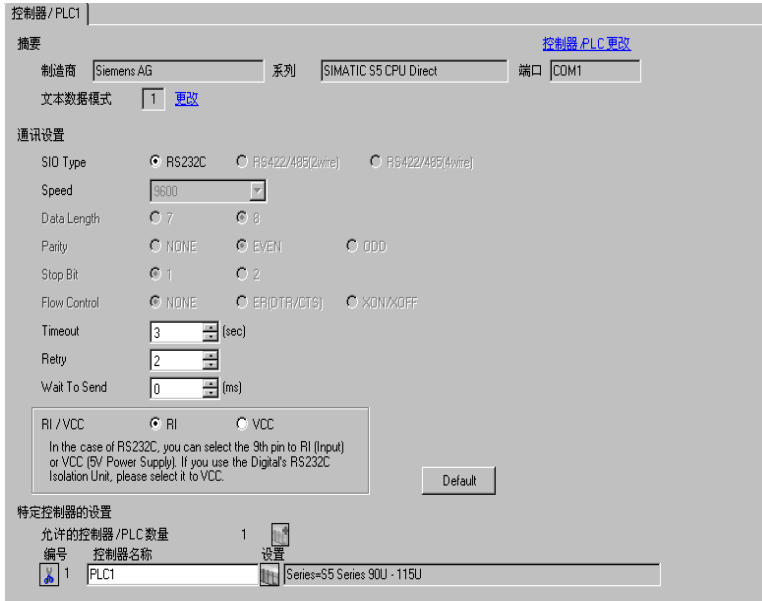 控制器/PLC1
摘要 控制器/PLC更改
制造商 Siemens AG 系列 SIMATIC S5 CPU Direct 端口 COM1
文本数据模式 1 更改
通讯设置
SIO Type RS232C RS422/485(2wire) RS422/485(4wire)
Speed 9600
Data Length 7 8
Parity NONE EVEN ODD
Stop Bit 1 2
Flow Control NONE ER(DTR/CTS) XON/XOFF
Timeout 3 (sec)
Retry 2
Wait To Send 0 (ms)
RI / VCC RI VCC
In the case of RS232C, you can select the 9th pin to RI (Input)
or VCC (5V Power Supply). If you use the Digital's RS232C
Isolation Unit, please select it to VCC.
Default
特定控制器的设置
允许的控制器/PLC数量 1
编号 控制器名称 设置
1 PLC1 Series=S5 Series 90U - 115U